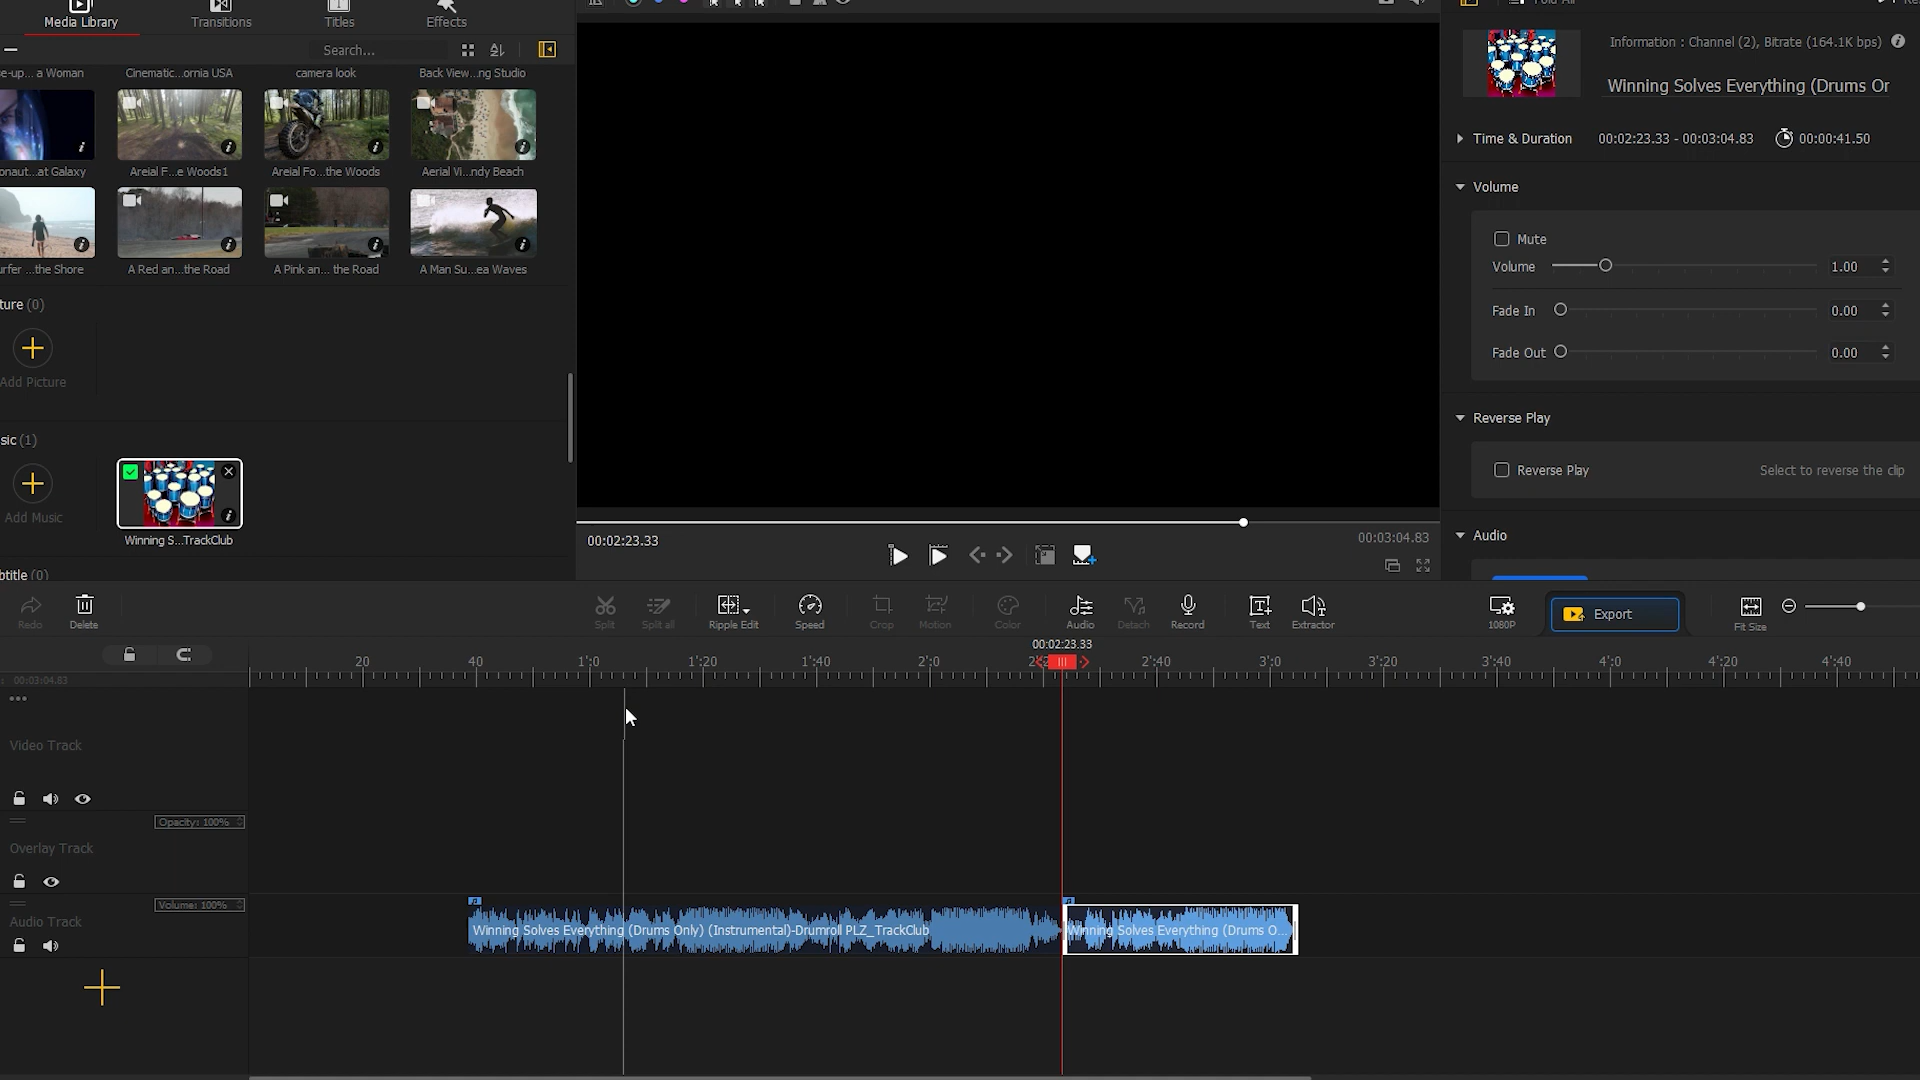 Media Library
Transitions
Titles
Effects
Search...
e-up... a Woman
Cinematic...ornia USA
camera look
Back View...ng Studio
onaut...at Galaxy
Areial F...e Woods1
Areial Fo...the Woods
Aerial Vi...ndy Beach
urfer ...the Shore
A Red an...the Road
A Pink an... the Road
A Man Su...ea Waves
ture (0)
Add Picture
sic (1)
Add Music
Winning S...TrackClub
btitle (0)
00:02:23.33
00:03:04.83
Information : Channel (2), Bitrate (164.1K bps)
Winning Solves Everything (Drums Or
Time & Duration
00:02:23.33 - 00:03:04.83
00:00:41.50
Volume
Mute
Volume
1.00
Fade In
0.00
Fade Out
0.00
Reverse Play
Reverse Play
Select to reverse the clip
Audio
Redo
Delete
Split
Split all
Ripple Edit
Speed
Crop
Motion
Color
Audio
Detach
Record
Text
Extractor
1080P
Export
Fit Size
00:02:23.33
20
40
1'0
1'20
1'40
2'0
2'40
3'0
3'20
3'40
4'0
4'20
4'40
: 00:03:04.83
Video Track
Opacity: 100%
Overlay Track
Volume: 100%
Audio Track
Winning Solves Everything (Drums Only) (Instrumental)-Drumroll PLZ_TrackClub
Winning Solves Everything (Drums O...